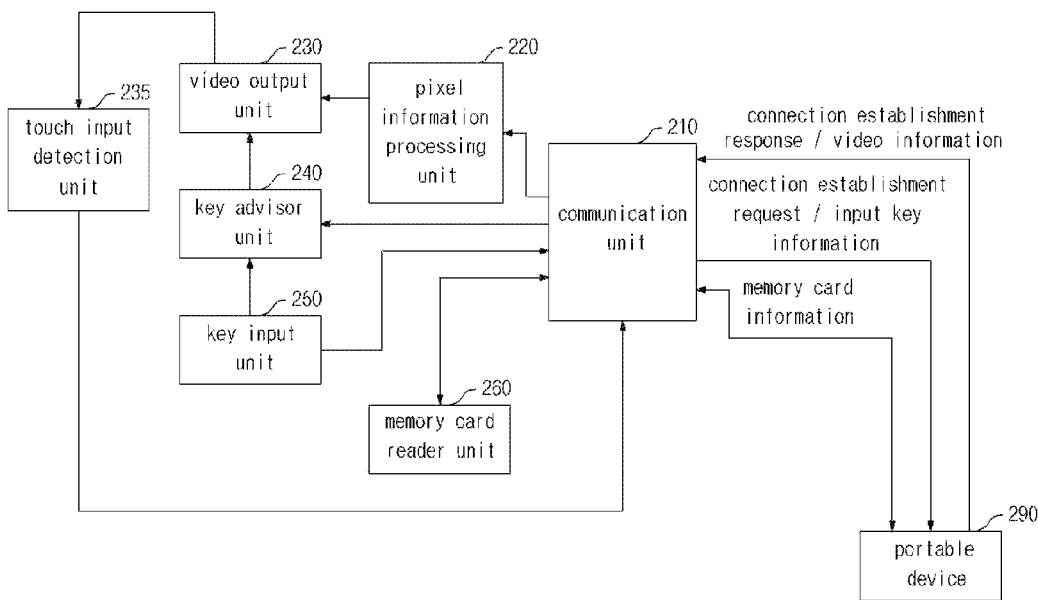 230
video output
unit
220
pixel
information
processing
unit
235
touch input
detection
unit
210
communication
unit
connection establishment
response / video information
connection establishment
request / input key
information
memory card
information
240
key advisor
unit
250
key input
unit
260
memory card
reader unit
290
portable
device